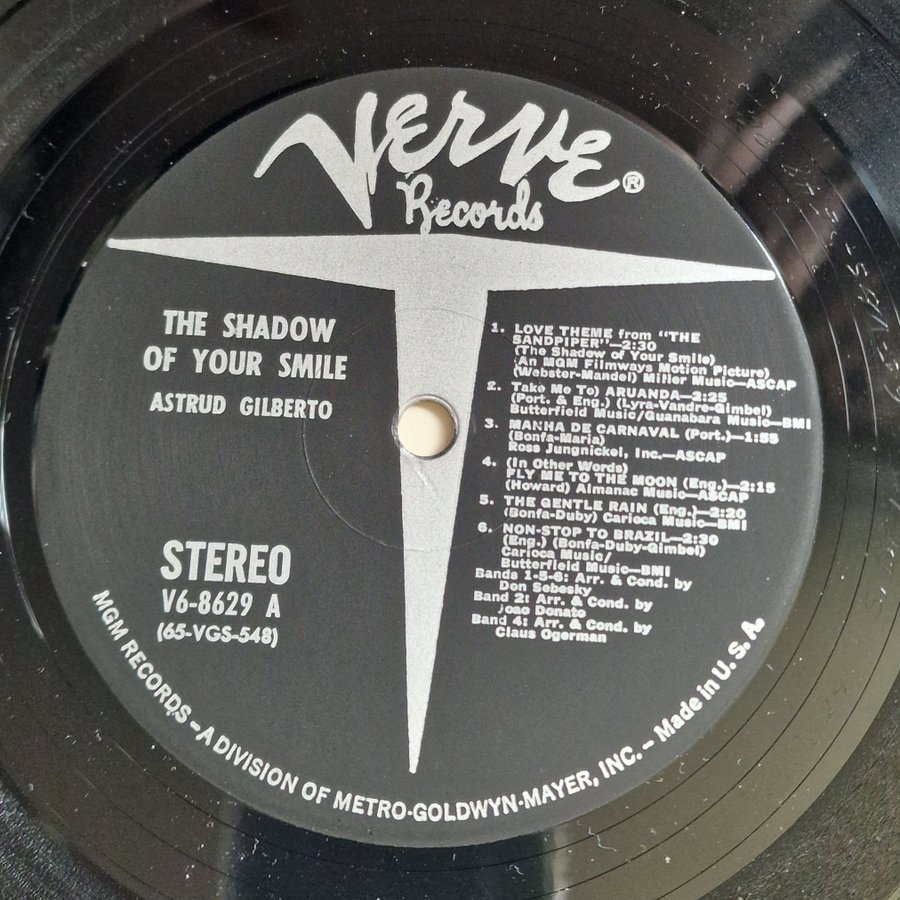 Verve ®
Records
THE SHADOW
OF YOUR SMILE
ASTRUD GILBERTO
STEREO
V6-8629 A
(65-VGS-548)
1. LOVE THEME from "THE
SANDPIPER"—2:30
(The Shadow of Your Smile)
(An MGM Filmways Motion Picture)
(Webster-Mandel) Miller Music—ASCAP
2. Take Me To) ARUANDA—2:25
(Port. & Eng.) (Lyra-Vandre-Gimbel)
Butterfield Music/Guanabara Music—BMI
3. MANHA DE CARNAVAL (Port.)—1:55
(Bonfa-Maria)
Ross Jungnickel, Inc.—ASCAP
4. (In Other Words)
FLY ME TO THE MOON (Eng.)—2:15
(Howard) Almanac Music—ASCAP
5. THE GENTLE RAIN (Eng.)—2:20
(Bonfa-Duby) Carioca Music—BMI
6. NON-STOP TO BRAZIL—2:30
(Eng.) (Bonfa-Duby-Gimbel)
Carioca Music/
Butterfield Music—BMI
Bands 1-5-6: Arr. & Cond. by
Don Sebesky
Band 2: Arr. & Cond. by
Joao Donato
Band 4: Arr. & Cond. by
Claus Ogerman
MGM RECORDS – A DIVISION OF METRO-GOLDWYN-MAYER, INC. – Made in U. S. A.